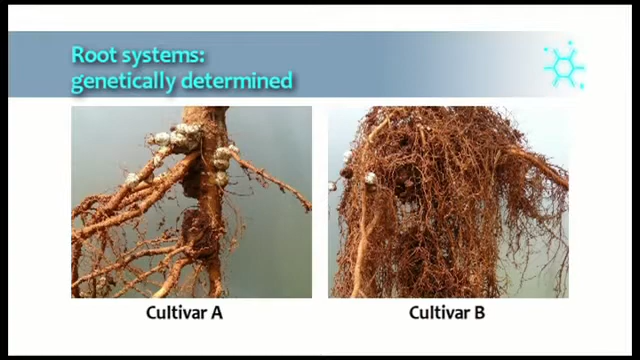 Root systems:
genetically determined
Cultivar A
Cultivar B